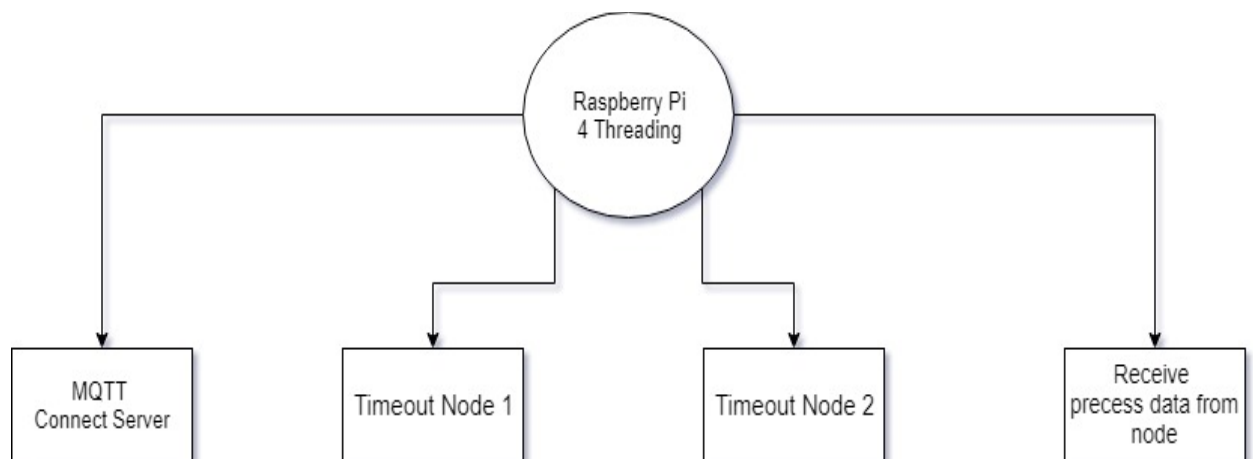 Raspberry Pi
4 Threading
MQTT
Connect Server
Timeout Node 1
Timeout Node 2
Receive
precess data from
node